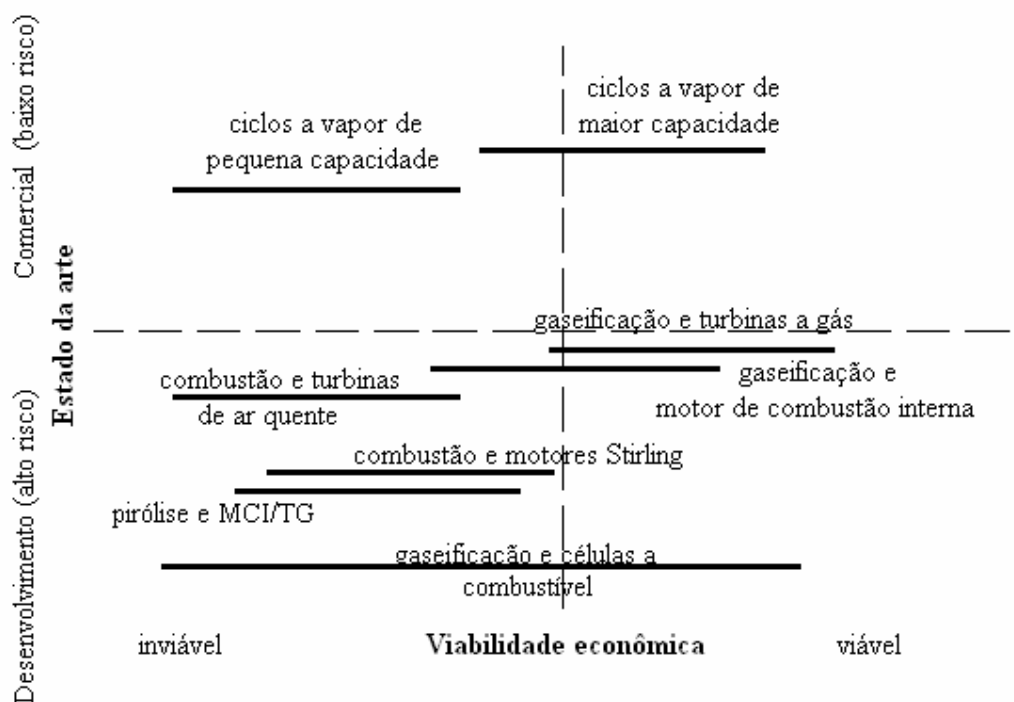 Comercial (baixo risco)
Estado da arte
Desenvolvimento (alto risco)
ciclos a vapor de
pequena capacidade
ciclos a vapor de
maior capacidade
gaseificação e turbinas a gás
combustão e turbinas
de ar quente
gaseificação e
motor de combustão interna
combustão e motores Stirling
pirólise e MCI/TG
gaseificação e células a
combustível
inviável
Viabilidade econômica
viável